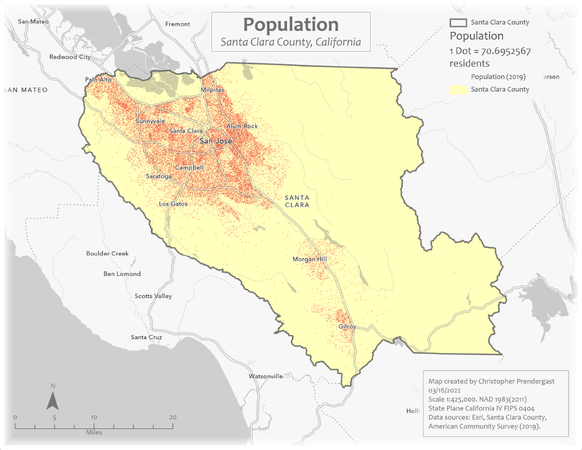 San Mateo
Fremont
Population
Santa Clara County, California
Santa Clara County
Population
1 Dot = 70.6952567
residents
Population (2019)
erson
Santa Clara County
Redwood City
Palo Alto
Milpitas
AN MATEO
Sunnyvale
Santa Clara
Alum Rock
San Jose
Campbell
Saratoga
Los Gatos
SANTA
CLARA
Boulder Creek
Morgan Hill
Ben Lomond
Scotts Valley
Gilroy
Santa Cruz
Watsonville
Holli
N
0 5 10 20
Miles
Map created by Christopher Prendergast
03/16/2022
Scale 1:425,000. NAD 1983(2011)
State Plane California IV FIPS 0404
Data sources: Esri, Santa Clara County,
American Community Survey (2019).